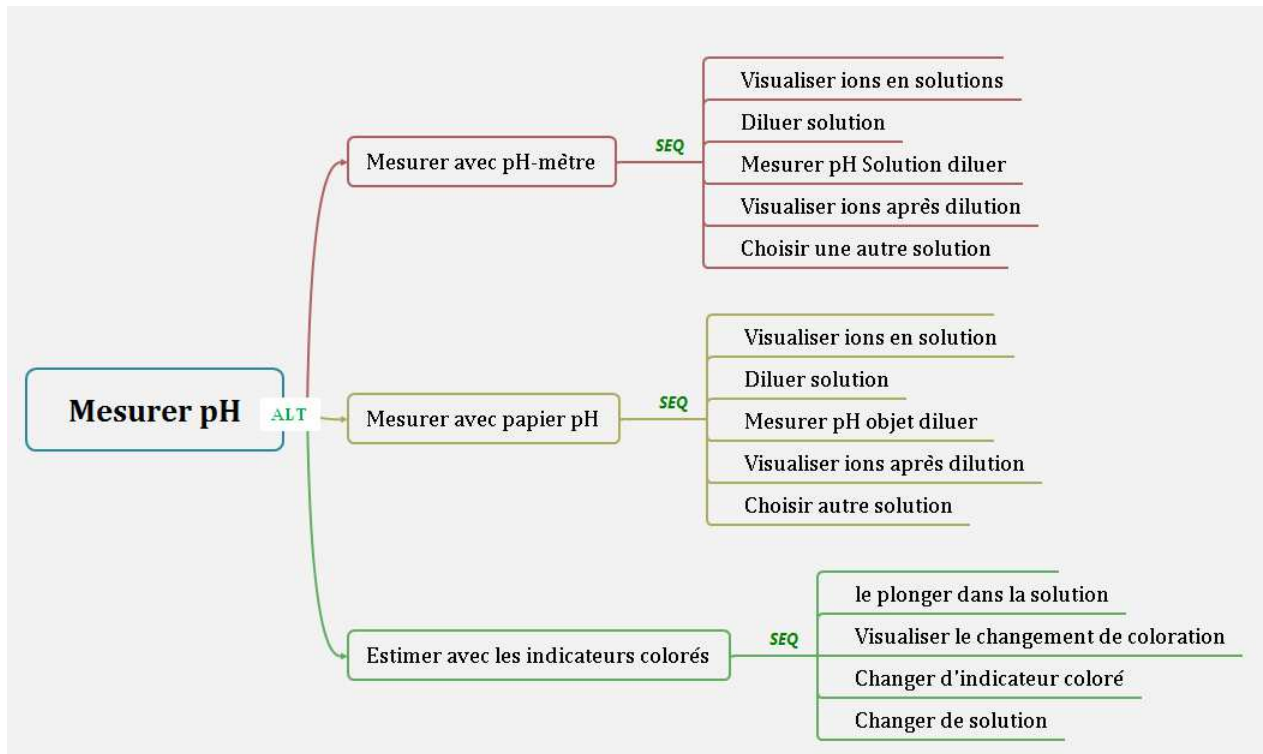 Visualiser ions en solutions
Diluer solution
SEQ
Mesurer avec pH-mètre
Mesurer pH Solution diluer
Visualiser ions après dilution
Choisir une autre solution
Visualiser ions en solution
Diluer solution
Mesurer pH
ALT
Mesurer avec papier pH
SEQ
Mesurer pH objet diluer
Visualiser ions après dilution
Choisir autre solution
le plonger dans la solution
Estimer avec les indicateurs colorés
SEQ
Visualiser le changement de coloration
Changer d'indicateur coloré
Changer de solution